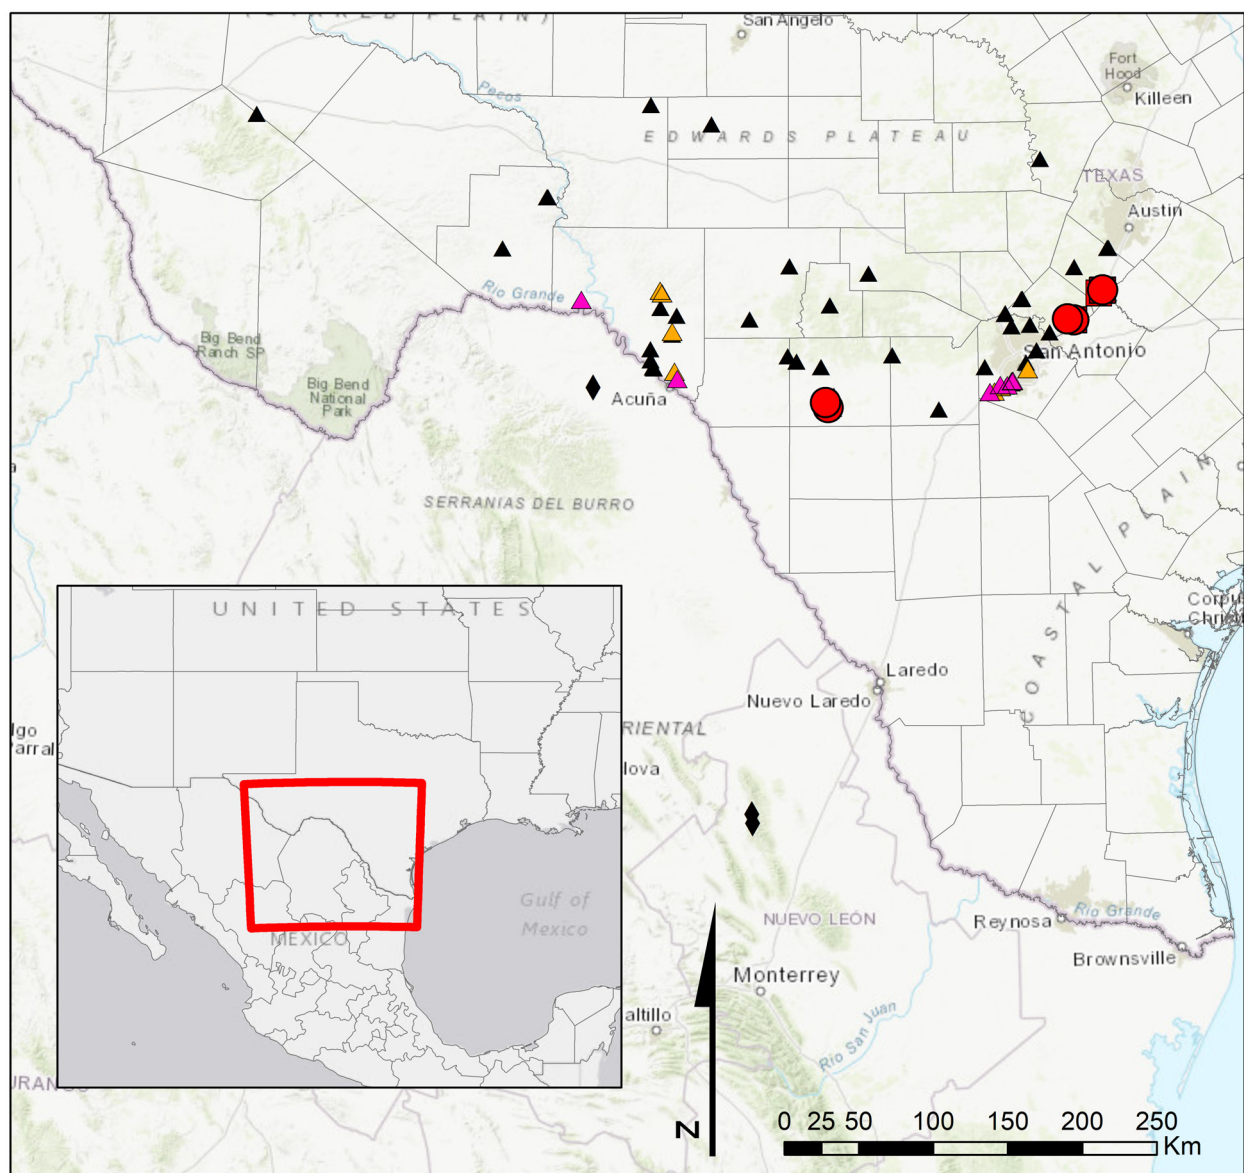 San Angelo
Fort
Hood
Killeen
Pecos
EDWARDS PLATEAU
TEXAS
Austin
Rio Grande
Big Bend
Ranch SP
Big Bend
National
Park
San Antonio
Acuña
SERRANIAS DEL BURRO
COASTAL PLAIN
UNITED STATES
Laredo
Nuevo Laredo
RIENTAL
lova
lgo
arral
Gulf of
Mexico
MEXICO
NUEVO LEÓN
Reynosa
Rio Grande
Brownsville
Monterrey
altillo
Rio San Juan
URANGO
N
0 25 50 100 150 200 250
Km